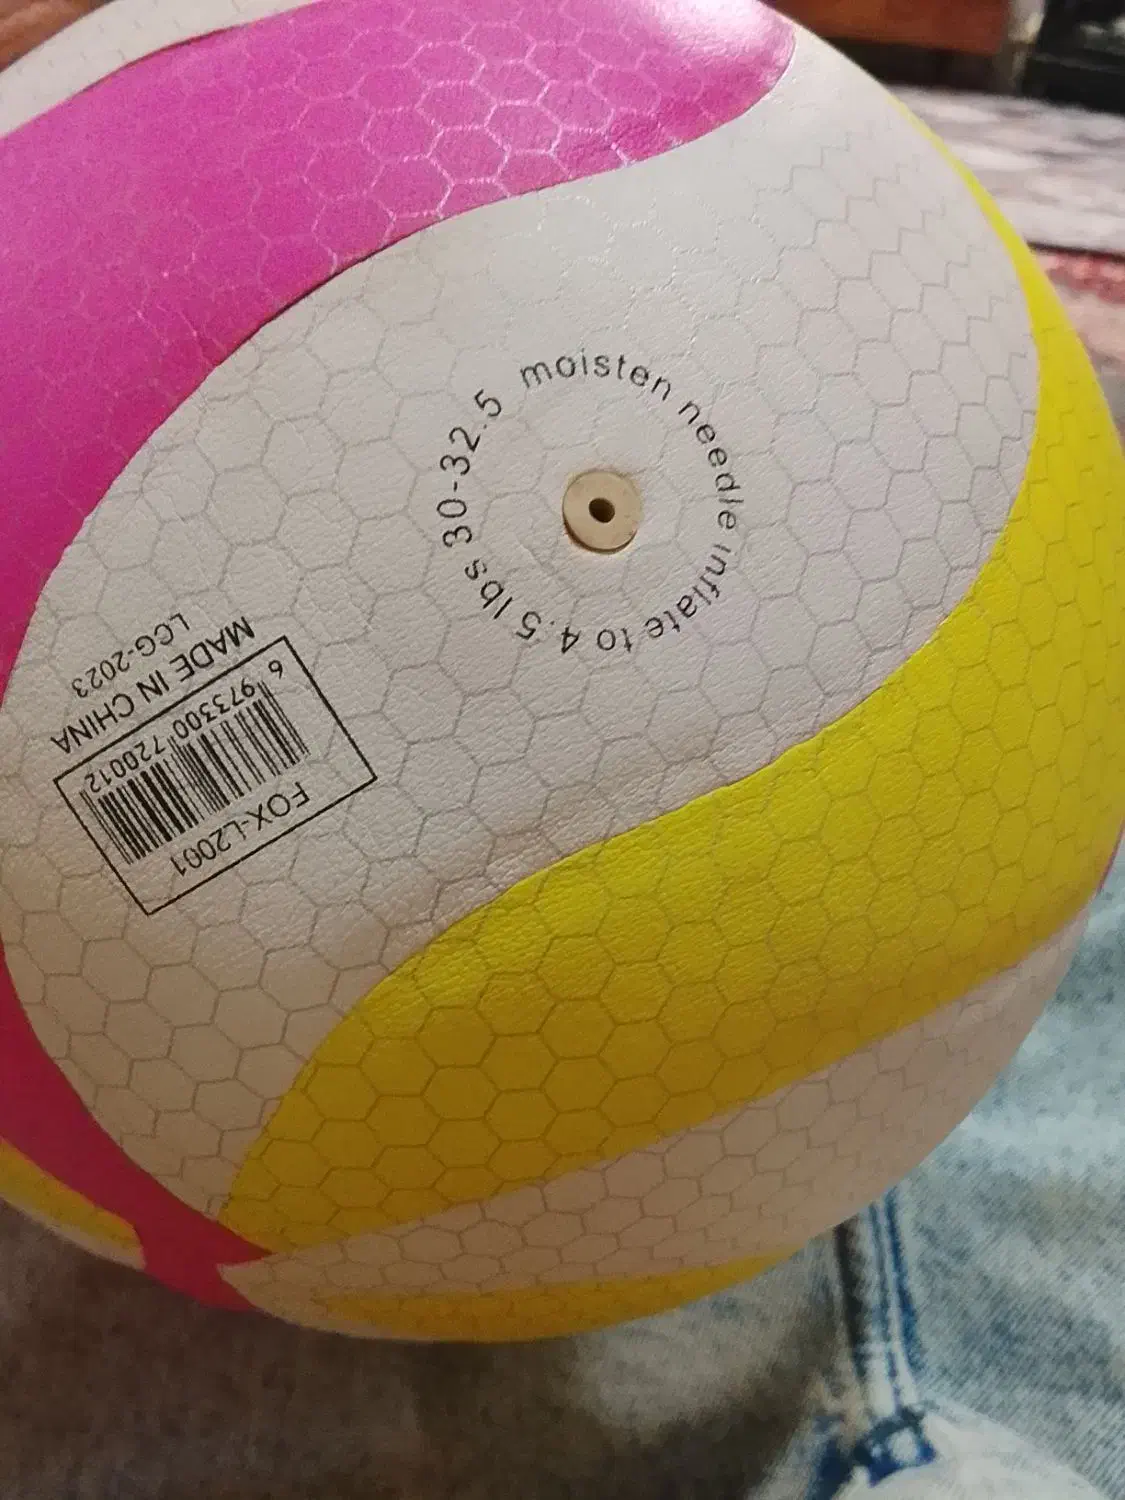 moisten needle inflate to 4.5 lbs 30-32.5
FOX-L2001
6 973300 720012
MADE IN CHINA
LCG-2023